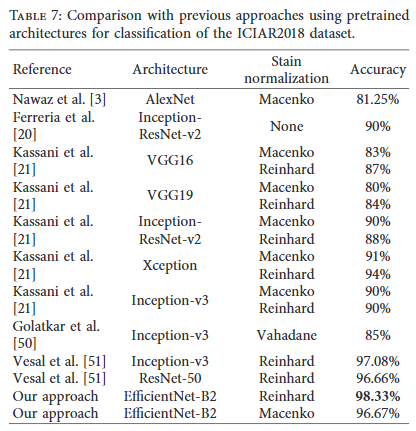 TABLE 7: Comparison with previous approaches using pretrained
architectures for classification of the ICIAR2018 dataset.
Reference Architecture Stain normalization Accuracy
Nawaz et al. [3] AlexNet Macenko 81.25%
Ferreria et al. [20] Inception-ResNet-v2 None 90%
Kassani et al. [21] VGG16 Macenko 83%
Reinhard 87%
Kassani et al. [21] VGG19 Macenko 80%
Reinhard 84%
Kassani et al. [21] Inception-ResNet-v2 Macenko 90%
Reinhard 88%
Kassani et al. [21] Xception Macenko 91%
Reinhard 94%
Kassani et al. [21] Inception-v3 Macenko 90%
Reinhard 90%
Golatkar et al. [50] Inception-v3 Vahadane 85%
Vesal et al. [51] Inception-v3 Reinhard 97.08%
Vesal et al. [51] ResNet-50 Reinhard 96.66%
Our approach EfficientNet-B2 Reinhard 98.33%
Our approach EfficientNet-B2 Macenko 96.67%